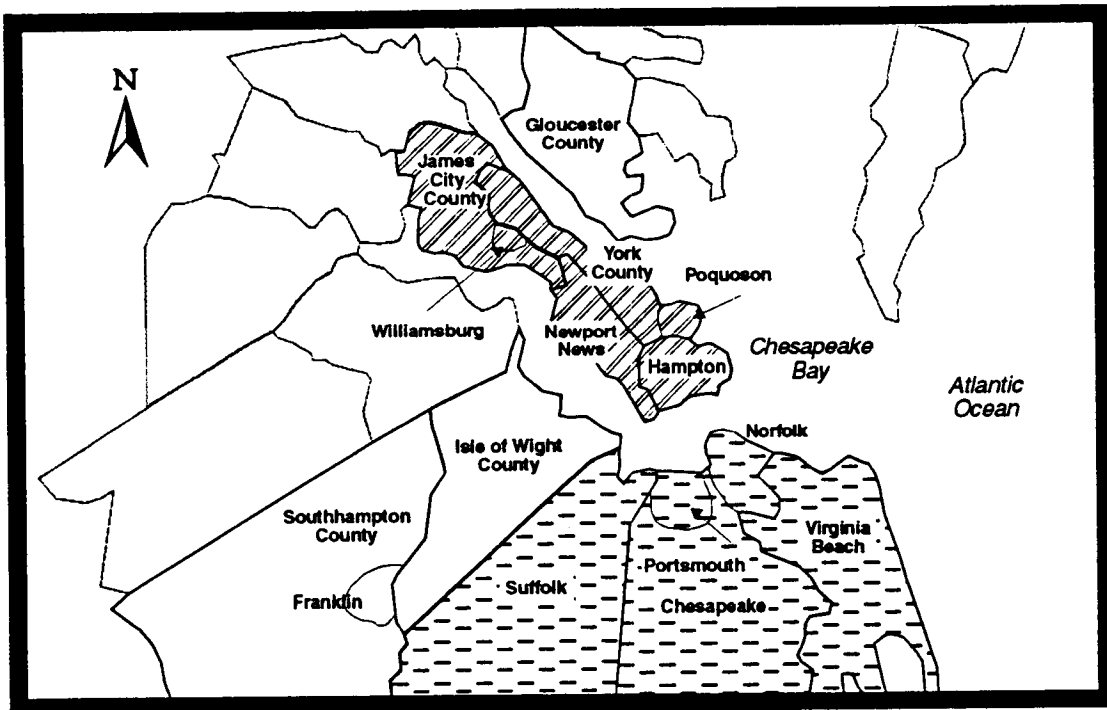 N
Gloucester
County
James
City
County
York
County
Poquoson
Williamsburg
Newport
News
Hampton
Chesapeake
Bay
Atlantic
Ocean
Norfolk
Isle of Wight
County
Southhampton
County
Virginia
Beach
Portsmouth
Suffolk
Franklin
Chesapeake